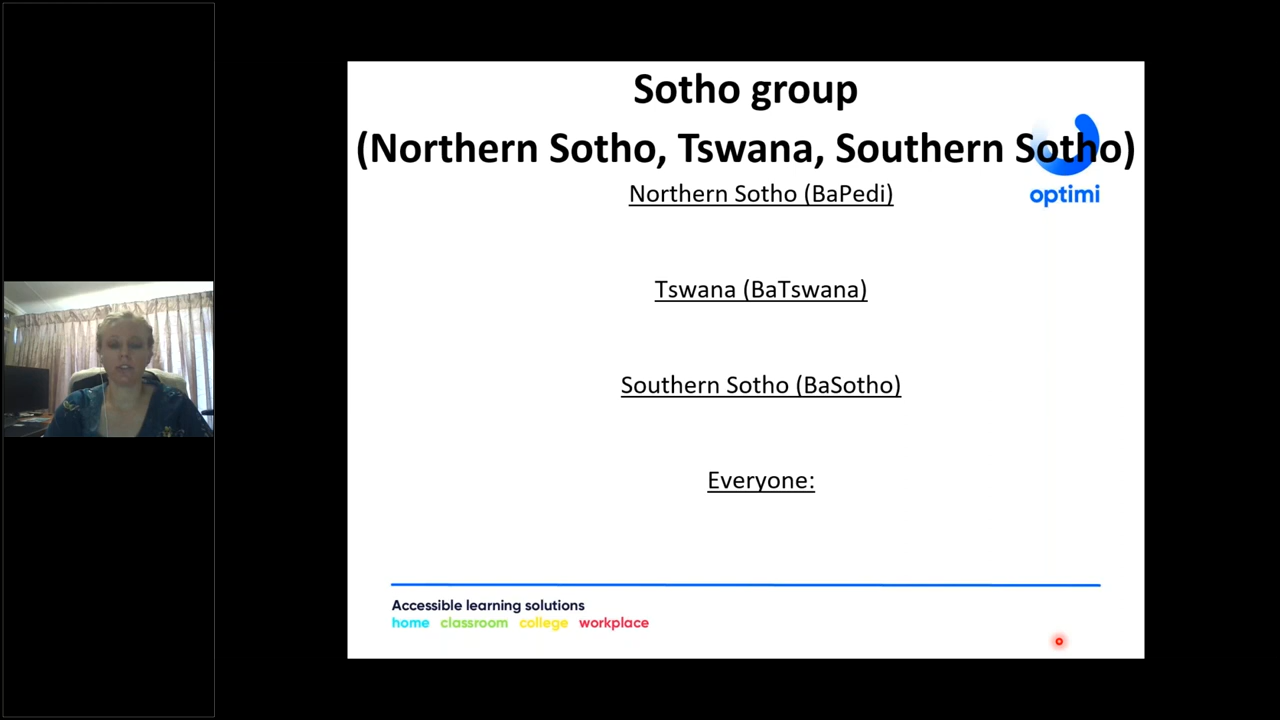 Sotho group
(Northern Sotho, Tswana, Southern Sotho)
optimi
Northern Sotho (BaPedi)
Tswana (BaTswana)
Southern Sotho (BaSotho)
Everyone:
Accessible learning solutions
home classroom college workplace